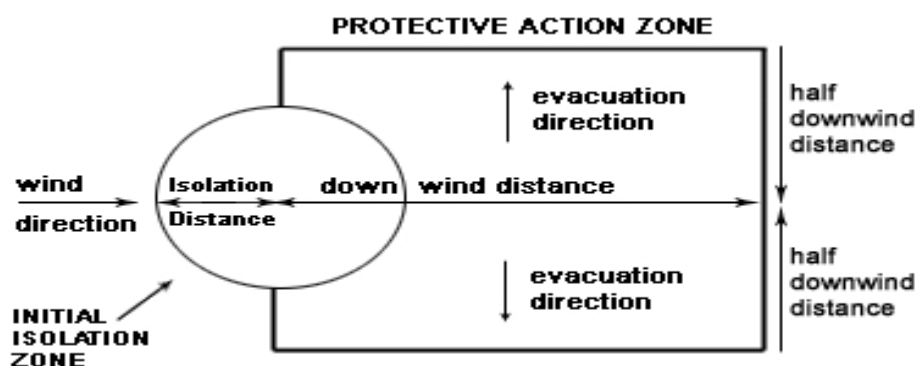 PROTECTIVE ACTION ZONE
evacuation
direction
half
downwind
distance
wind
direction
Isolation
Distance
down wind distance
evacuation
direction
half
downwind
distance
INITIAL
ISOLATION
ZONE